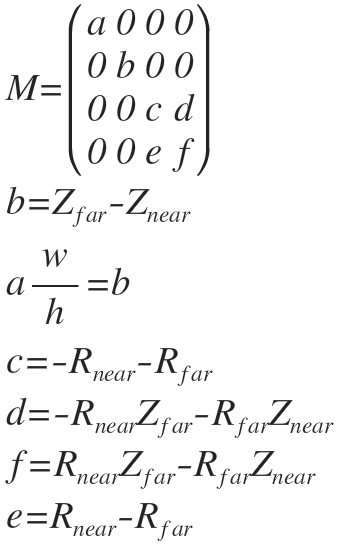 M= ( a 0 0 0
0 b 0 0
0 0 c d
0 0 e f )
b=Z_far-Z_near
a w/h =b
c=-R_near-R_far
d=-R_nearZ_far-R_farZ_near
f=R_nearZ_far-R_farZ_near
e=R_near-R_far